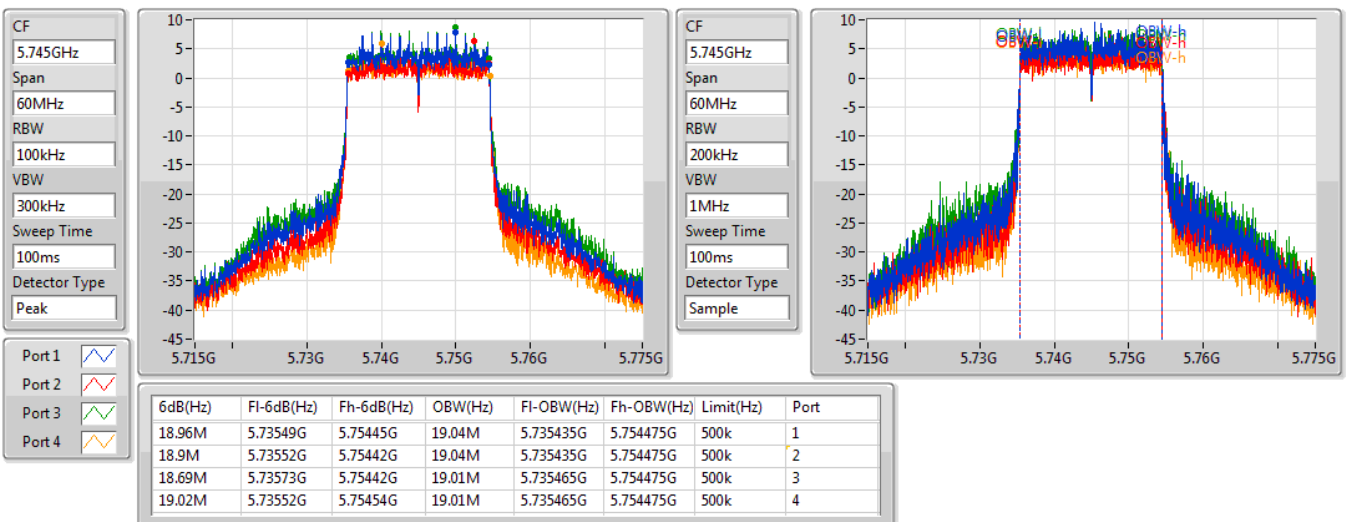 CF
5.745GHz
Span
60MHz
RBW
100kHz
VBW
300kHz
Sweep Time
100ms
Detector Type
Peak
10
5
0
-5
-10
-15
-20
-25
-30
-35
-40
-45
5.715G 5.73G 5.74G 5.75G 5.76G 5.775G
CF
5.745GHz
Span
60MHz
RBW
200kHz
VBW
1MHz
Sweep Time
100ms
Detector Type
Sample
10
5
0
-5
-10
-15
-20
-25
-30
-35
-40
-45
OBW-h
OBW-h
OBW-h
5.715G 5.73G 5.74G 5.75G 5.76G 5.775G
Port 1
Port 2
Port 3
Port 4
6dB(Hz) Fl-6dB(Hz) Fh-6dB(Hz) OBW(Hz) Fl-OBW(Hz) Fh-OBW(Hz) Limit(Hz) Port
18.96M 5.73549G 5.75445G 19.04M 5.735435G 5.754475G 500k 1
18.9M 5.73552G 5.75442G 19.04M 5.735435G 5.754475G 500k 2
18.69M 5.73573G 5.75442G 19.01M 5.735465G 5.754475G 500k 3
19.02M 5.73552G 5.75454G 19.01M 5.735465G 5.754475G 500k 4